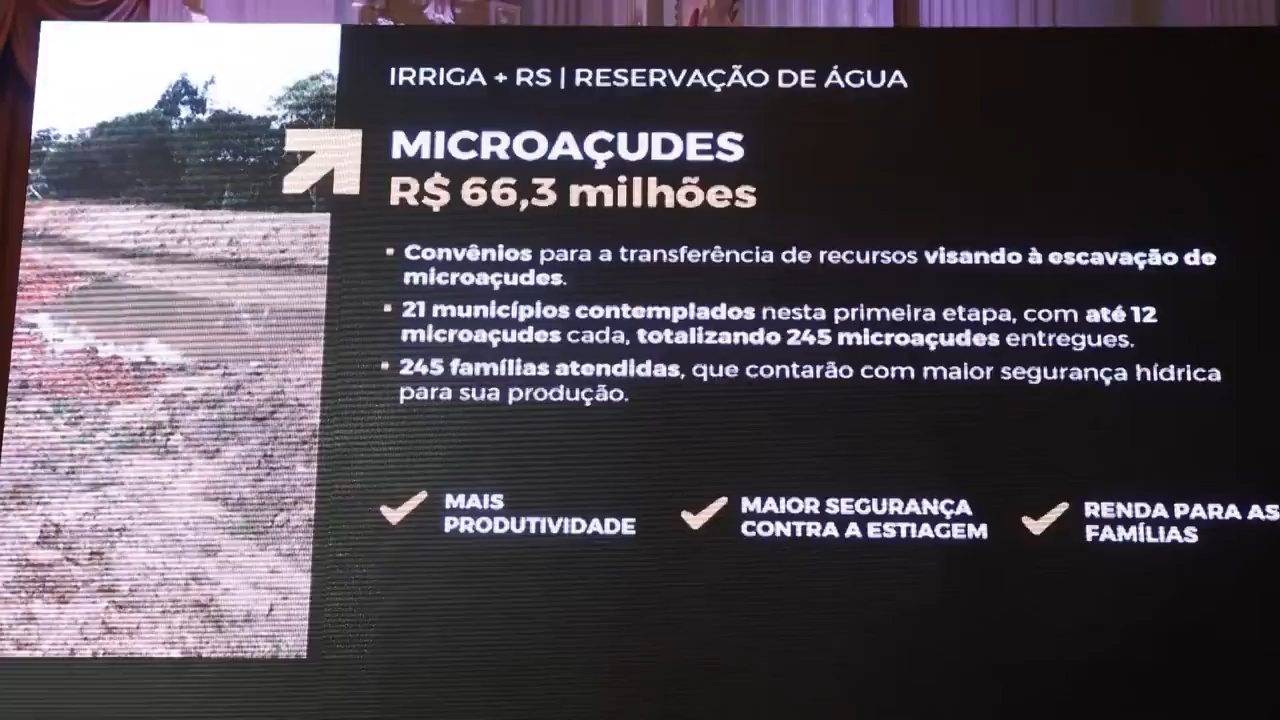 IRRIGA + RS | RESERVAÇÃO DE ÁGUA
MICROAÇUDES
R$ 66,3 milhões
▪ Convênios para a transferência de recursos visando à escavação de
microaçudes.
▪ 21 municípios contemplados nesta primeira etapa, com até 12
microaçudes cada, totalizando 245 microaçudes entregues.
▪ 245 famílias atendidas, que contarão com maior segurança hídrica
para sua produção.
MAIS
PRODUTIVIDADE
MAIOR SEGURANÇA
CONTRA A ESTIAGEM
RENDA PARA AS
FAMÍLIAS